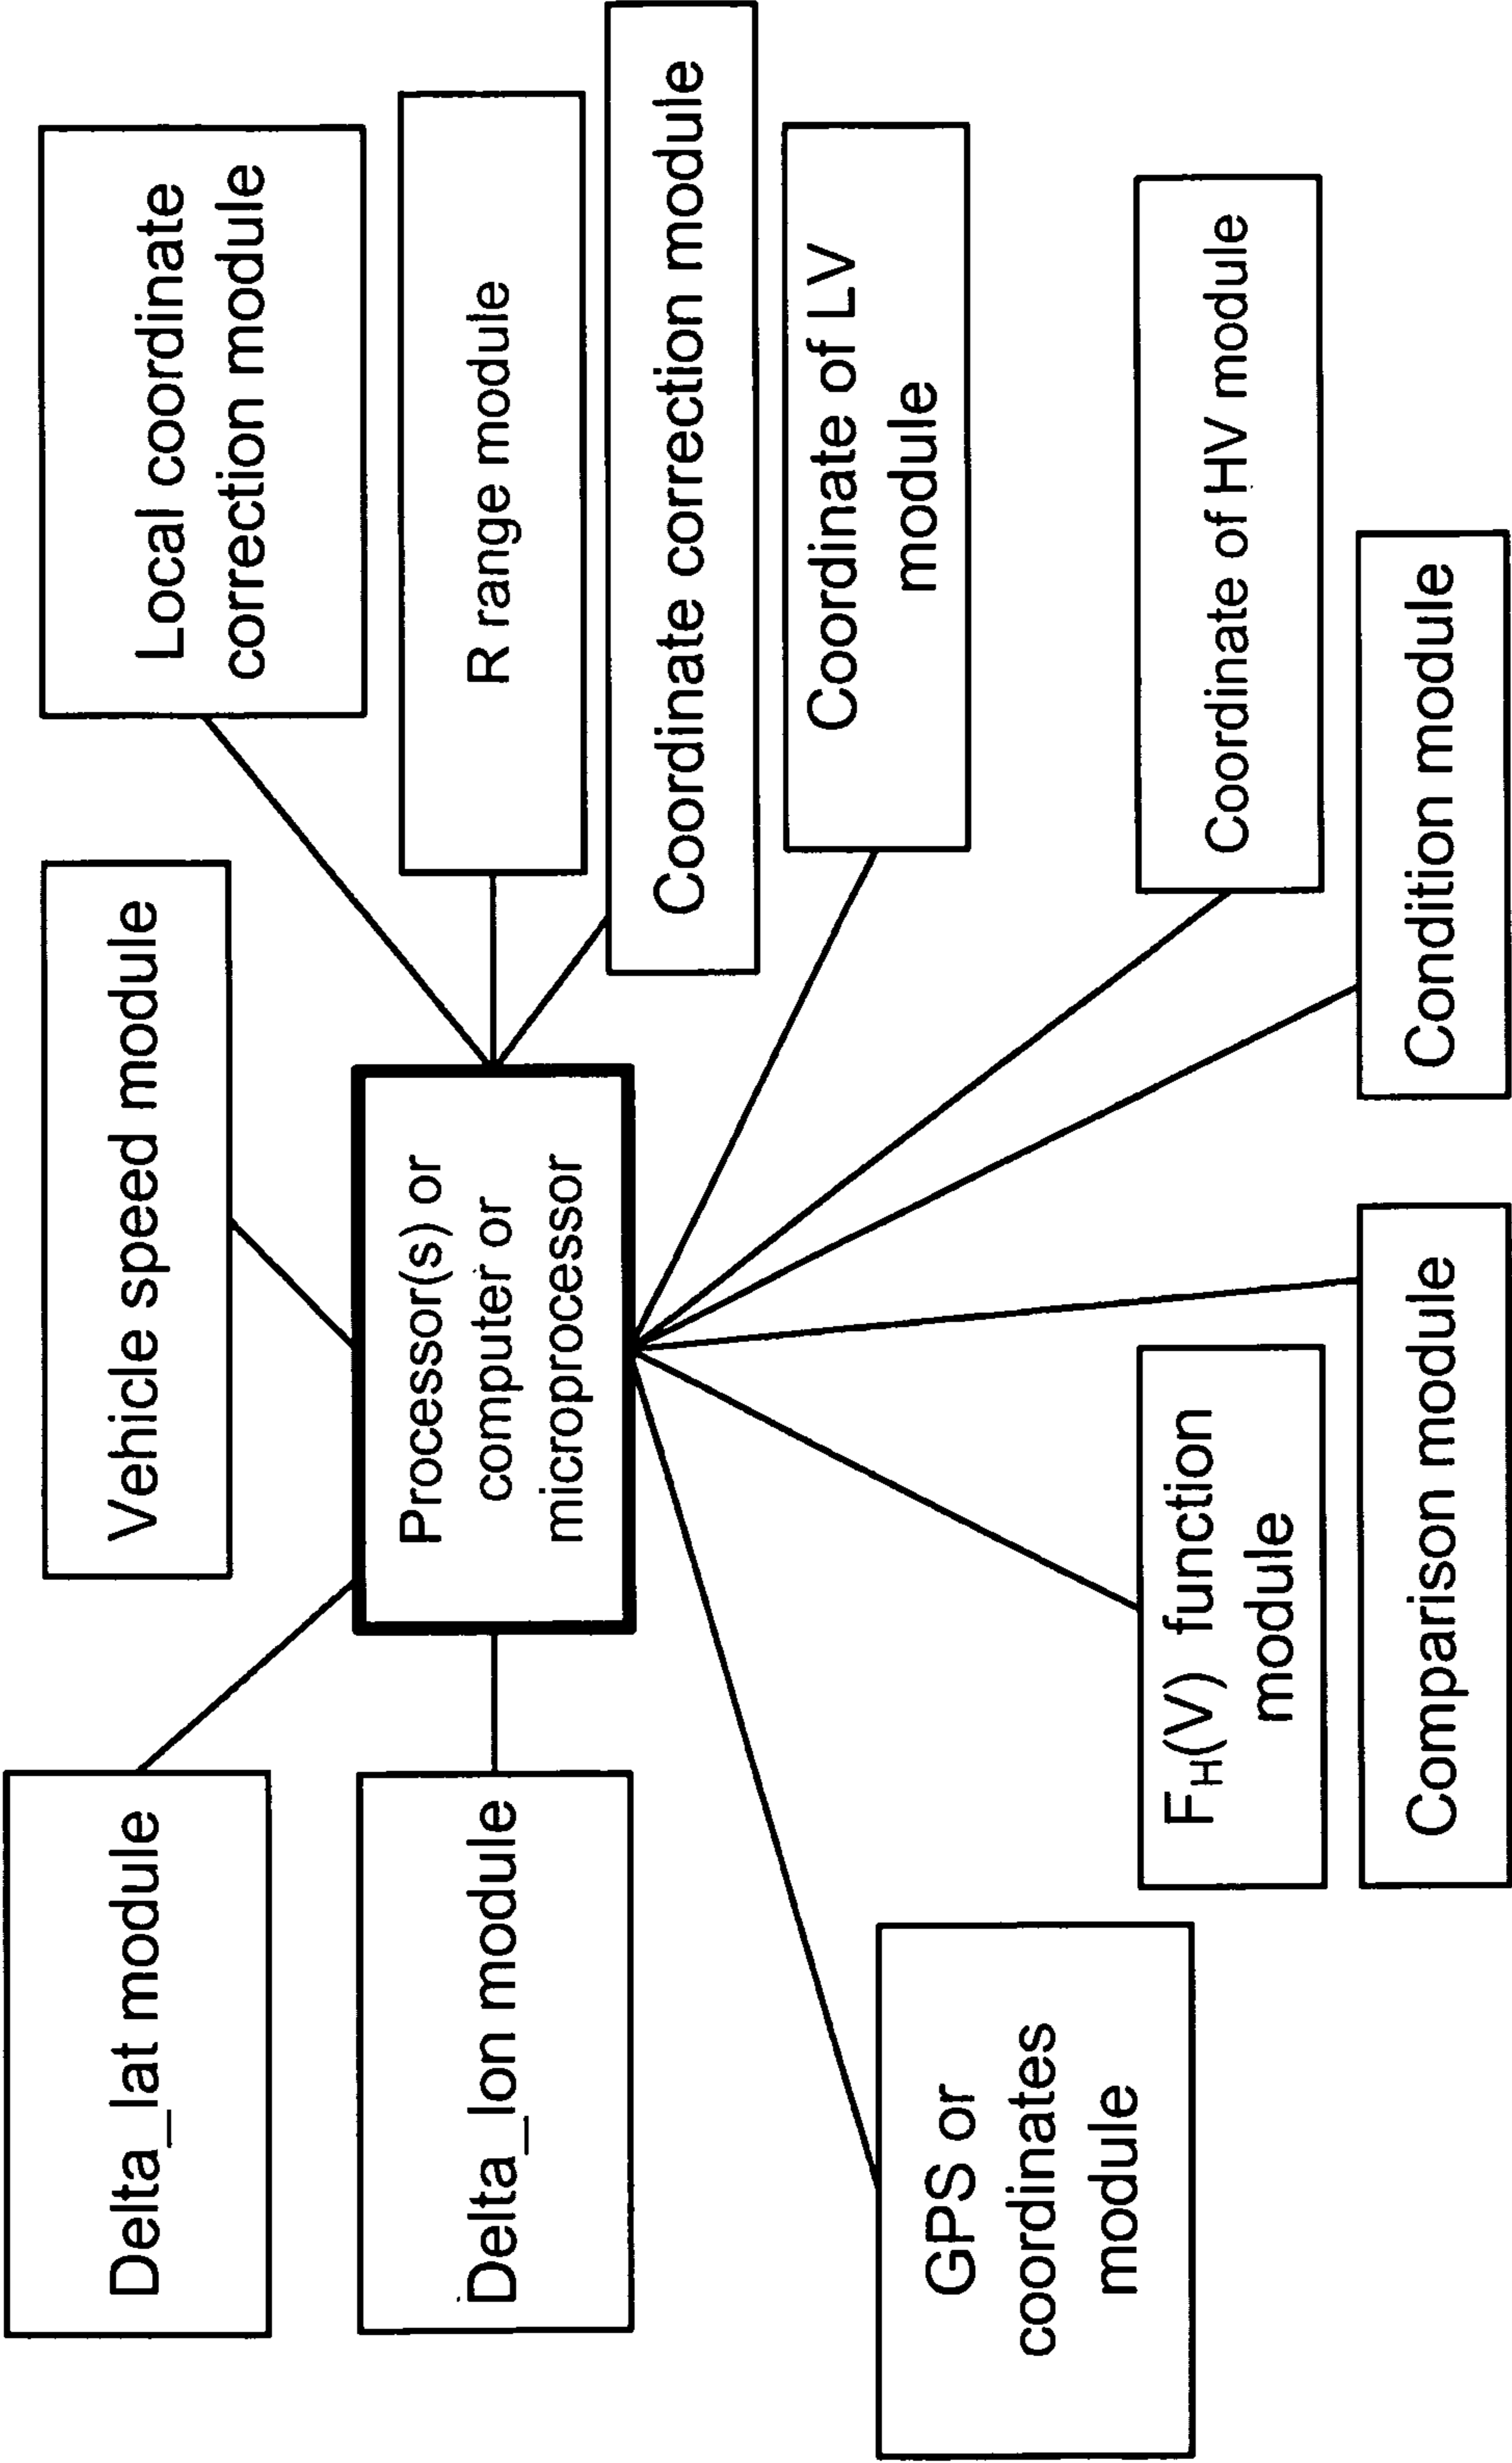 Delta_lat module
Vehicle speed module
Local coordinate
correction module
Delta_lon module
Processor(s) or
computer or
microprocessor
R range module
Coordinate correction module
Coordinate of LV
module
GPS or
coordinates
module
F_H(V) function
module
Coordinate of HV module
Comparison module
Condition module